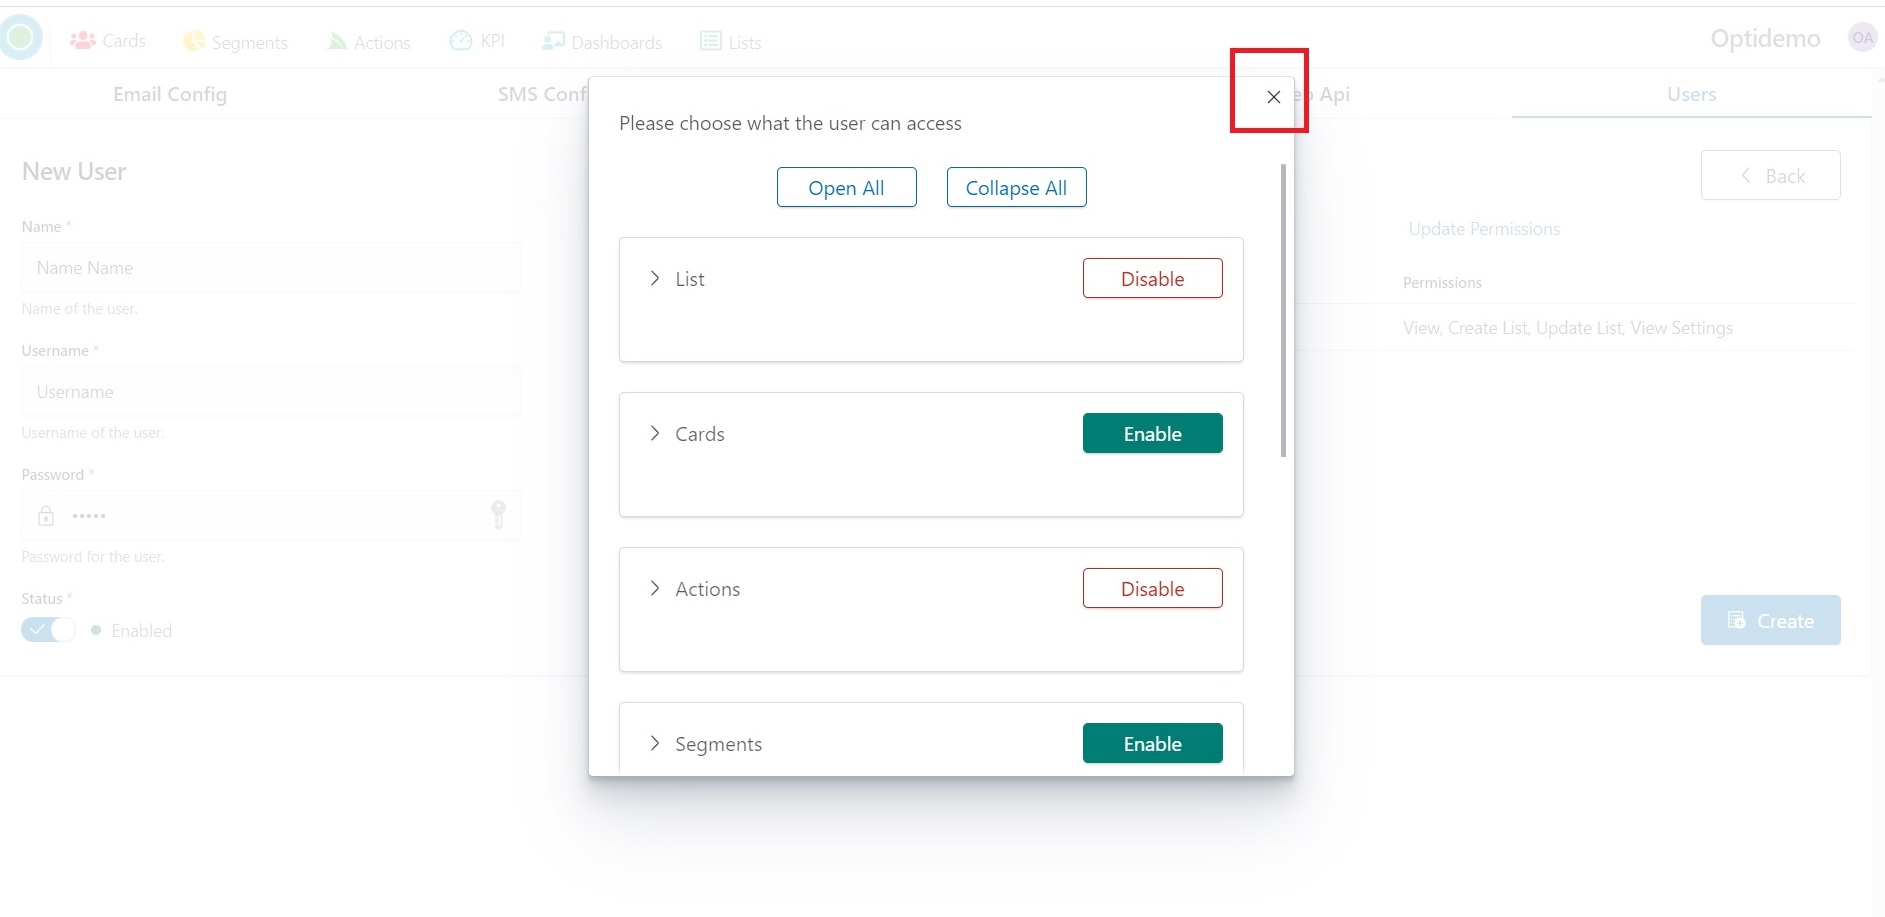 Cards Segments Actions KPI Dashboards Lists Optidemo OA
Email Config SMS Conf Api Users
Please choose what the user can access
New User
Back
Open All Collapse All
Name *
Update Permissions
Name Name
List Disable
Permissions
Name of the user.
View, Create List, Update List, View Settings
Username *
Username
Cards Enable
Username of the user.
Password *
•••••
Password for the user.
Actions Disable
Status *
Enabled
Create
Segments Enable